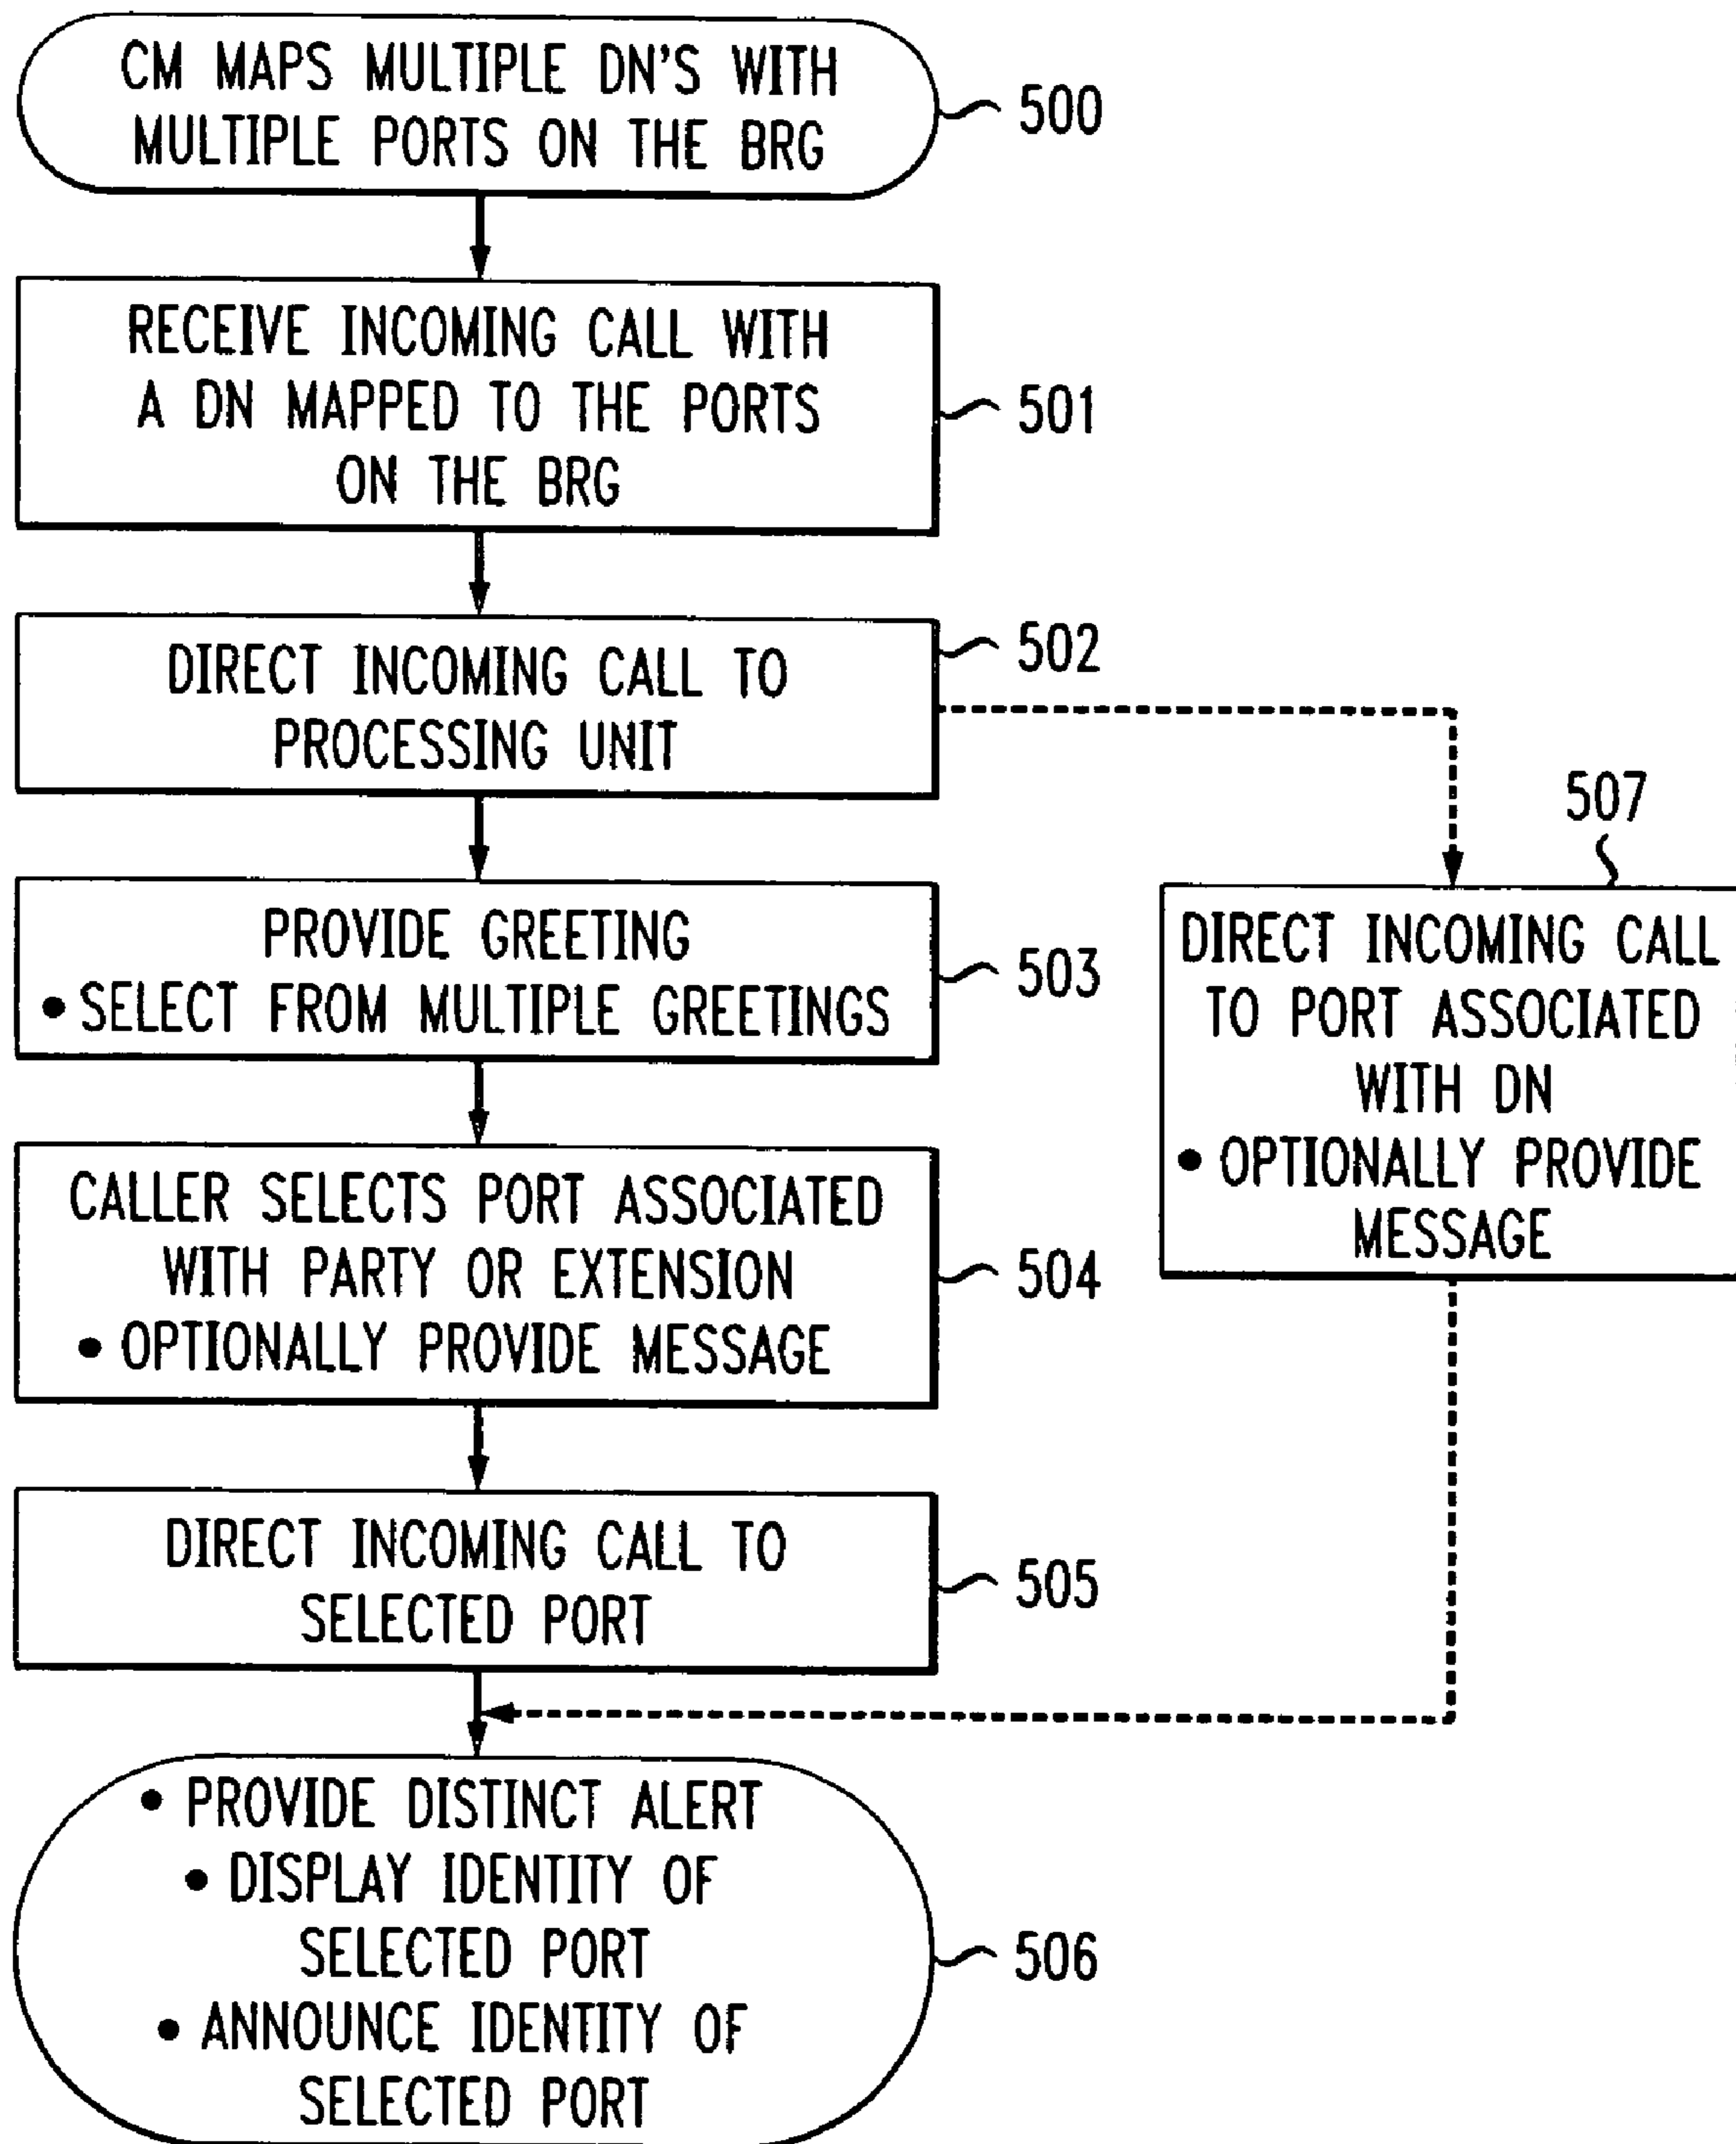 CM MAPS MULTIPLE DN'S WITH
MULTIPLE PORTS ON THE BRG
500
RECEIVE INCOMING CALL WITH
A DN MAPPED TO THE PORTS
ON THE BRG
501
DIRECT INCOMING CALL TO
PROCESSING UNIT
502
PROVIDE GREETING
• SELECT FROM MULTIPLE GREETINGS
503
507
DIRECT INCOMING CALL
TO PORT ASSOCIATED
WITH DN
• OPTIONALLY PROVIDE
MESSAGE
CALLER SELECTS PORT ASSOCIATED
WITH PARTY OR EXTENSION
• OPTIONALLY PROVIDE MESSAGE
504
DIRECT INCOMING CALL TO
SELECTED PORT
505
• PROVIDE DISTINCT ALERT
• DISPLAY IDENTITY OF
SELECTED PORT
• ANNOUNCE IDENTITY OF
SELECTED PORT
506